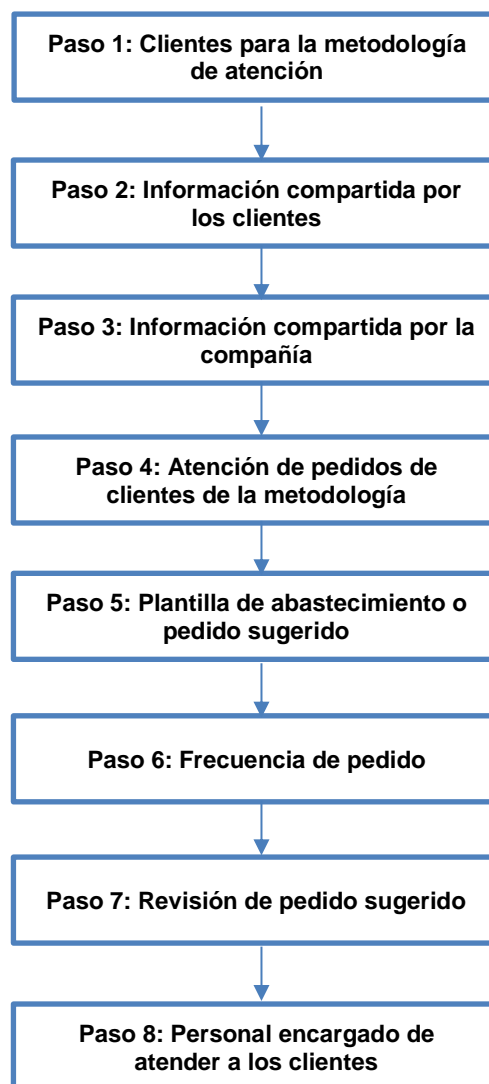 Paso 1: Clientes para la metodología
de atención
Paso 2: Información compartida por
los clientes
Paso 3: Información compartida por la
compañía
Paso 4: Atención de pedidos de
clientes de la metodología
Paso 5: Plantilla de abastecimiento o
pedido sugerido
Paso 6: Frecuencia de pedido
Paso 7: Revisión de pedido sugerido
Paso 8: Personal encargado de
atender a los clientes